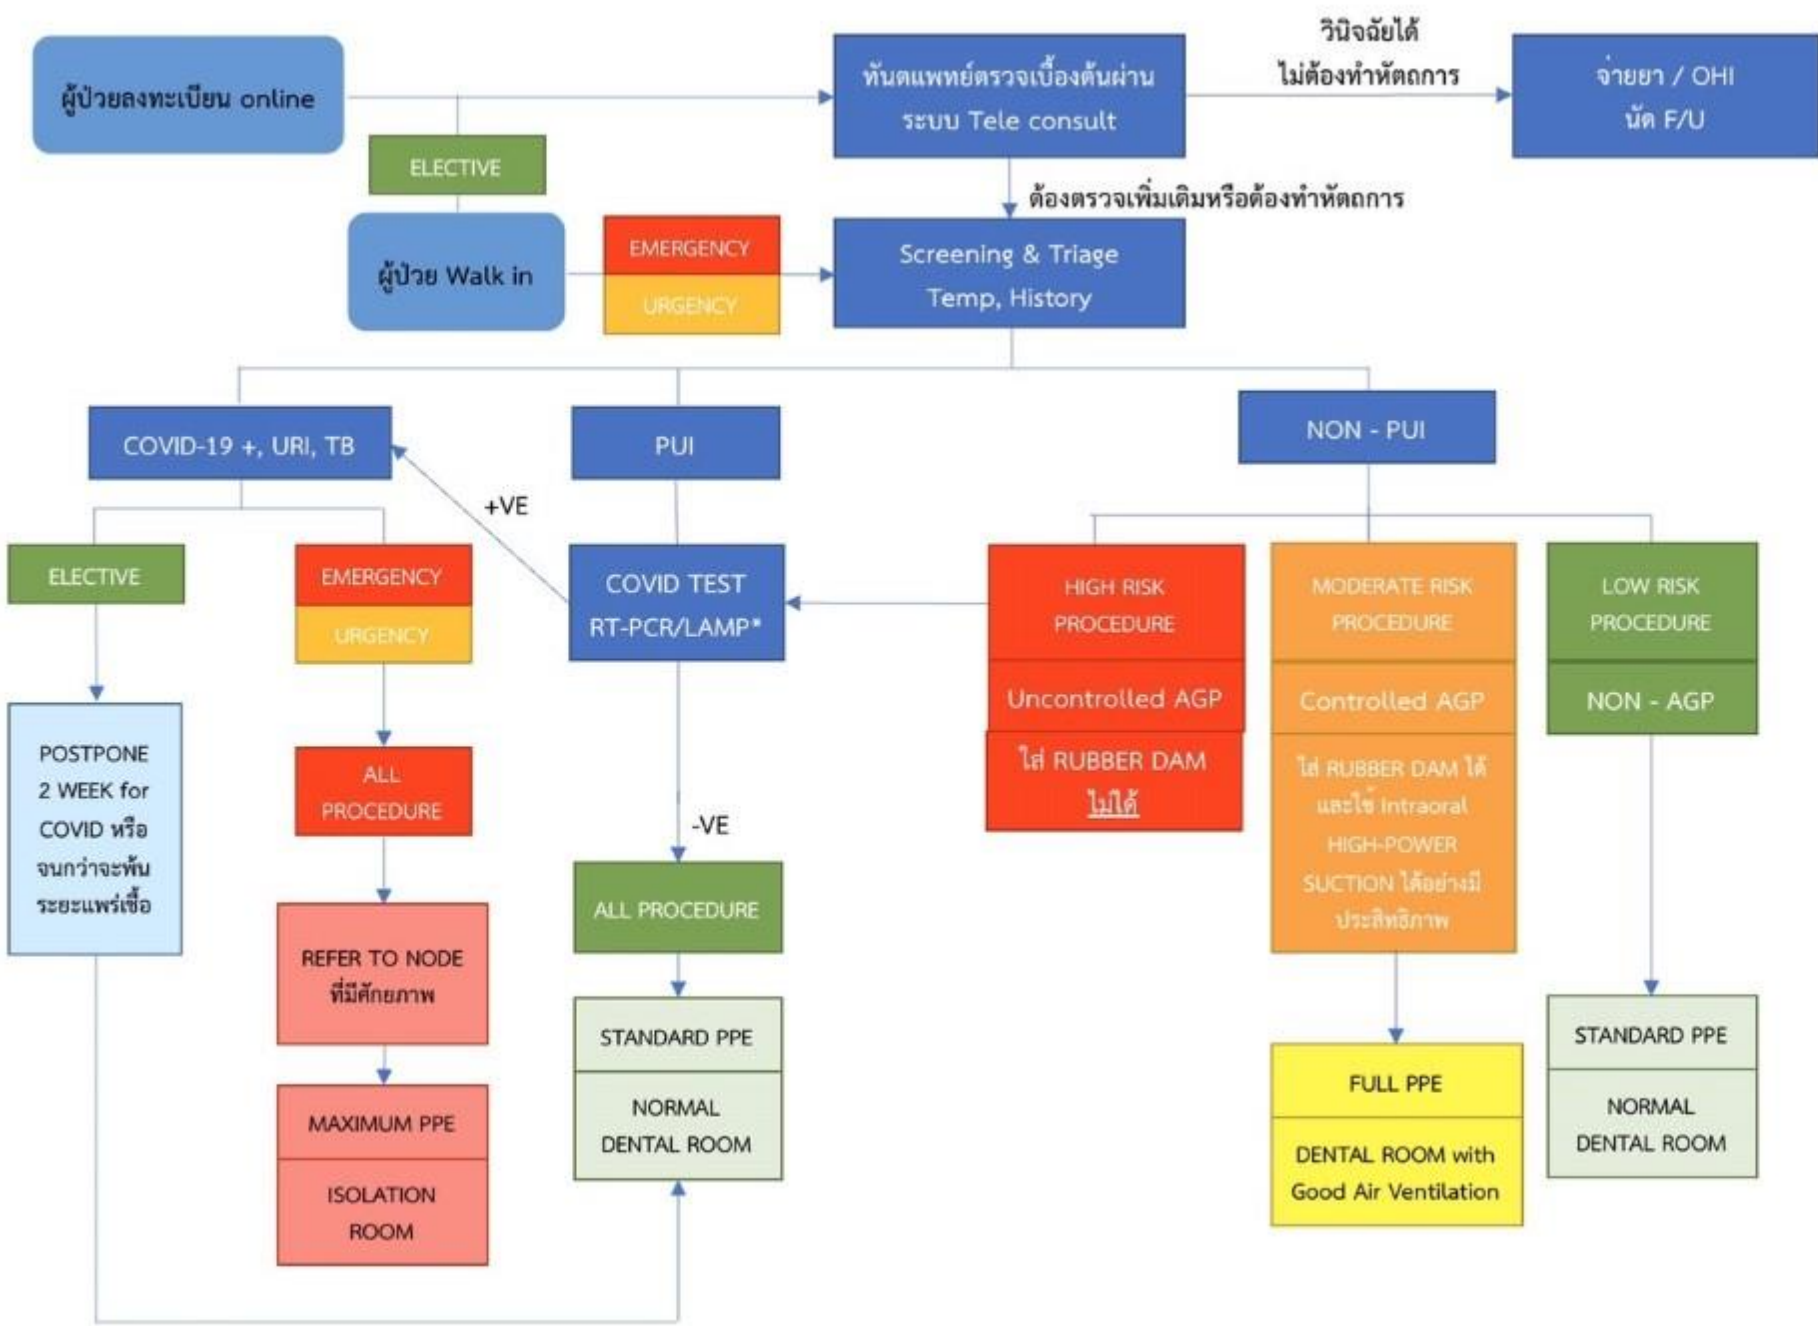 ผู้ป่วยลงทะเบียน online
ทันตแพทย์ตรวจเบื้องต้นผ่าน
ระบบ Tele consult
วินิจฉัยได้
ไม่ต้องทำหัตถการ
จ่ายยา / OHI
นัด F/U
ELECTIVE
ต้องตรวจเพิ่มเติมหรือต้องทำหัตถการ
ผู้ป่วย Walk in
EMERGENCY
URGENCY
Screening & Triage
Temp, History
COVID-19 +, URI, TB
PUI
NON - PUI
+VE
ELECTIVE
EMERGENCY
URGENCY
COVID TEST
RT-PCR/LAMP*
HIGH RISK
PROCEDURE
MODERATE RISK
PROCEDURE
LOW RISK
PROCEDURE
Uncontrolled AGP
Controlled AGP
NON - AGP
POSTPONE
2 WEEK for
COVID หรือ
จนกว่าจะพ้น
ระยะแพร่เชื้อ
ALL
PROCEDURE
ใส่ RUBBER DAM
ไม่ได้
ใส่ RUBBER DAM ได้
และใช้ Intraoral
HIGH-POWER
SUCTION ได้อย่างมี
ประสิทธิภาพ
-VE
ALL PROCEDURE
REFER TO NODE
ที่มีศักยภาพ
STANDARD PPE
NORMAL
DENTAL ROOM
MAXIMUM PPE
ISOLATION
ROOM
FULL PPE
DENTAL ROOM with
Good Air Ventilation
STANDARD PPE
NORMAL
DENTAL ROOM